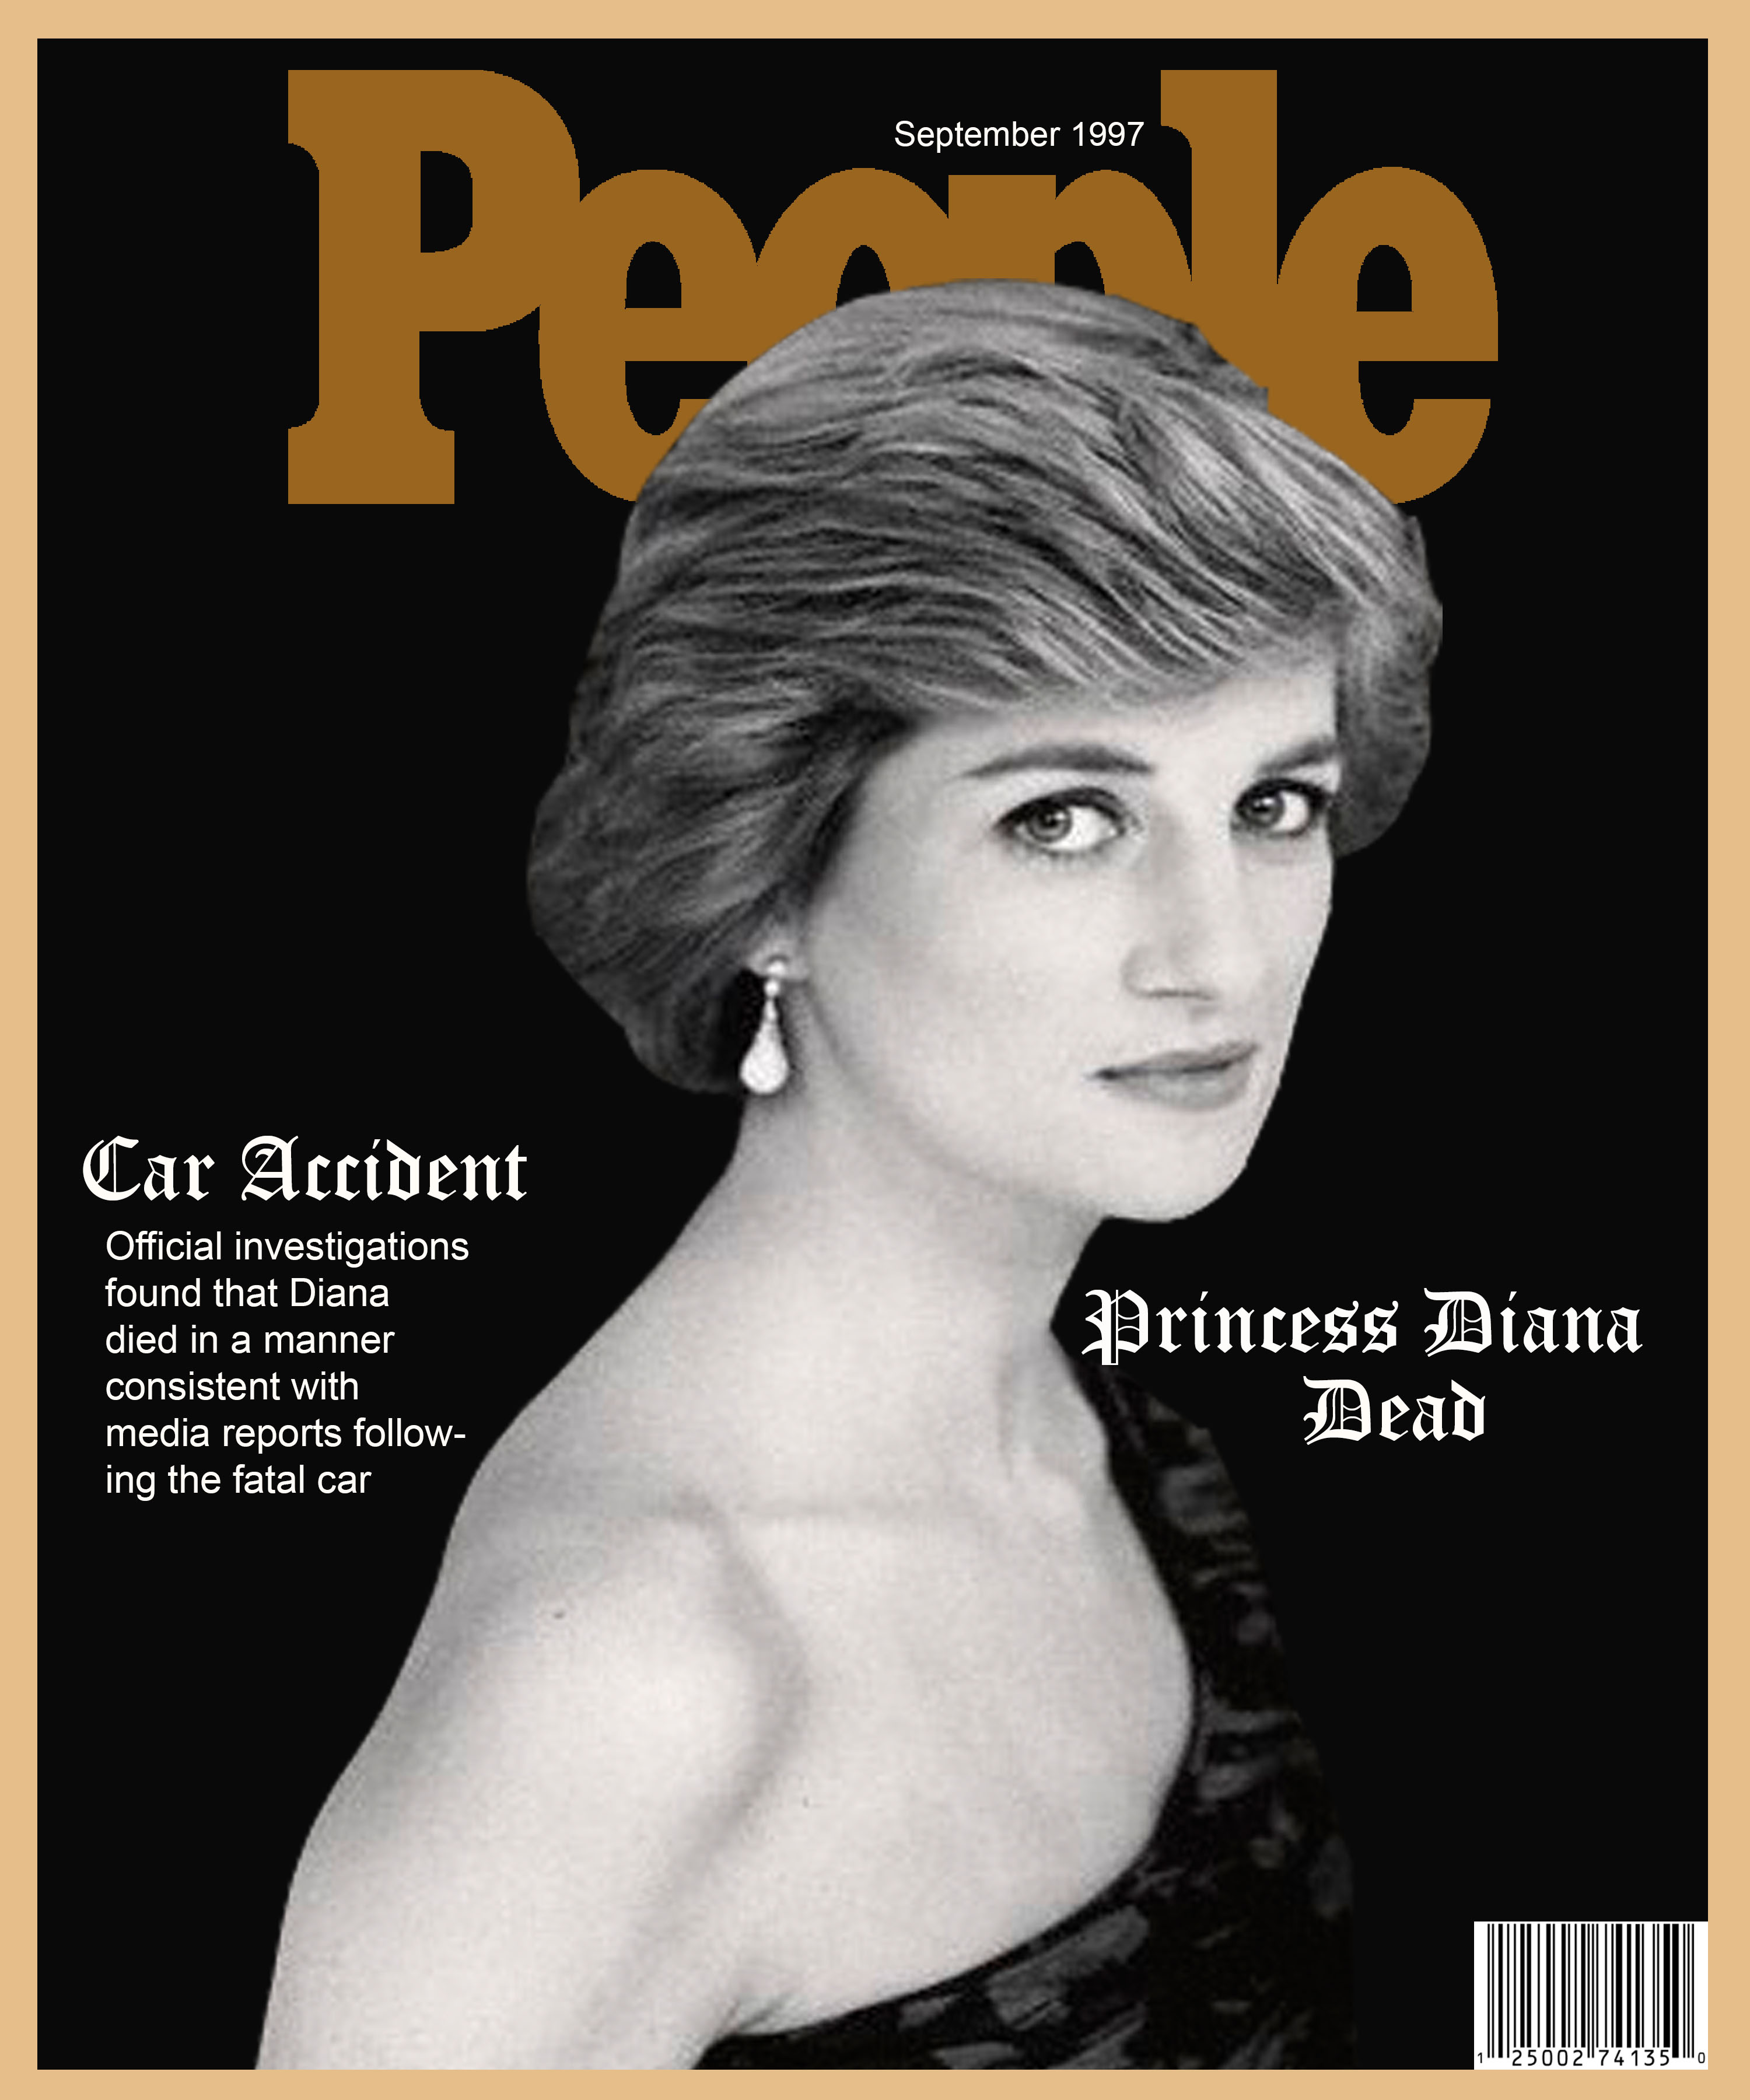 People
September 1997
Car Accident
Official investigations
found that Diana
died in a manner
consistent with
media reports follow-
ing the fatal car
Princess Diana
Dead
1 25002 74135 0